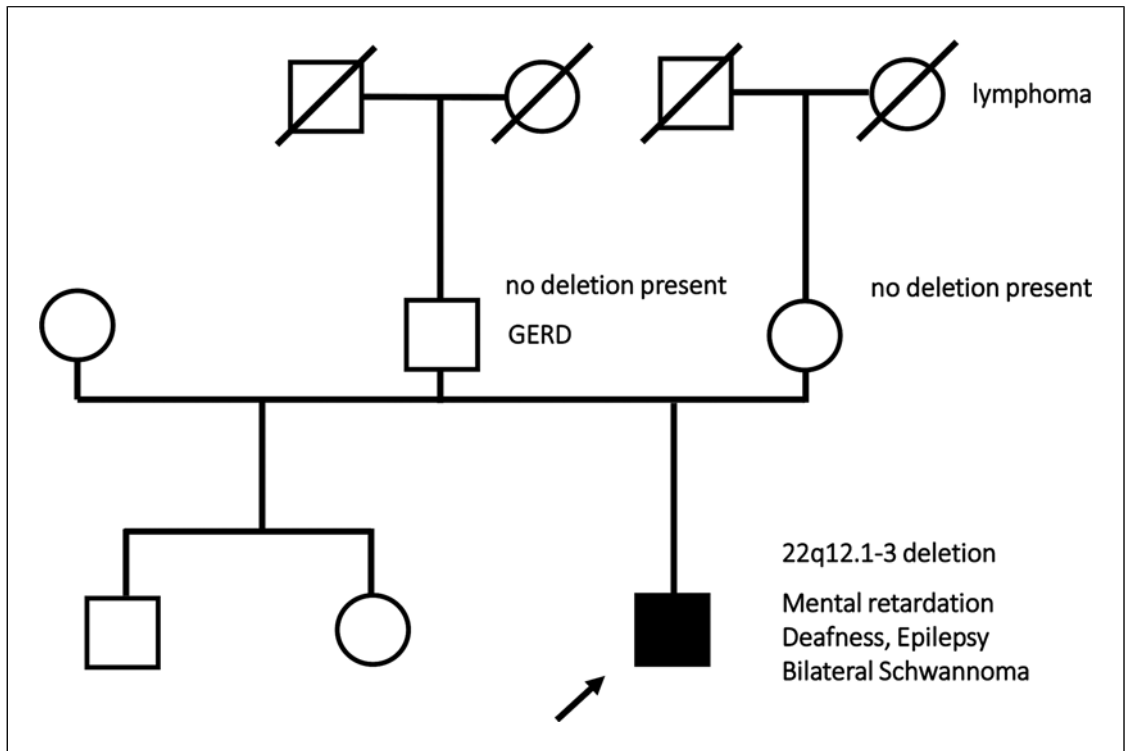 lymphoma
no deletion present
GERD
no deletion present
22q12.1-3 deletion
Mental retardation
Deafness, Epilepsy
Bilateral Schwannoma